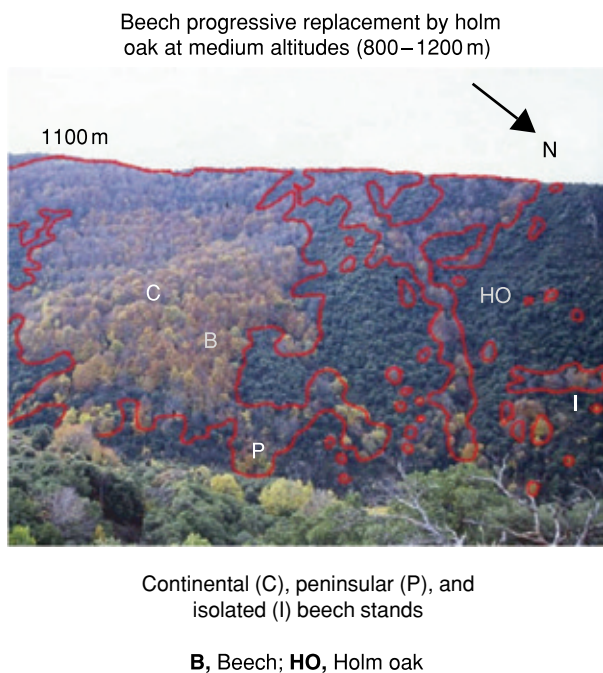 Beech progressive replacement by holm
oak at medium altitudes (800–1200 m)
1100 m
N
C
HO
B
I
P
Continental (C), peninsular (P), and
isolated (I) beech stands
B, Beech; HO, Holm oak